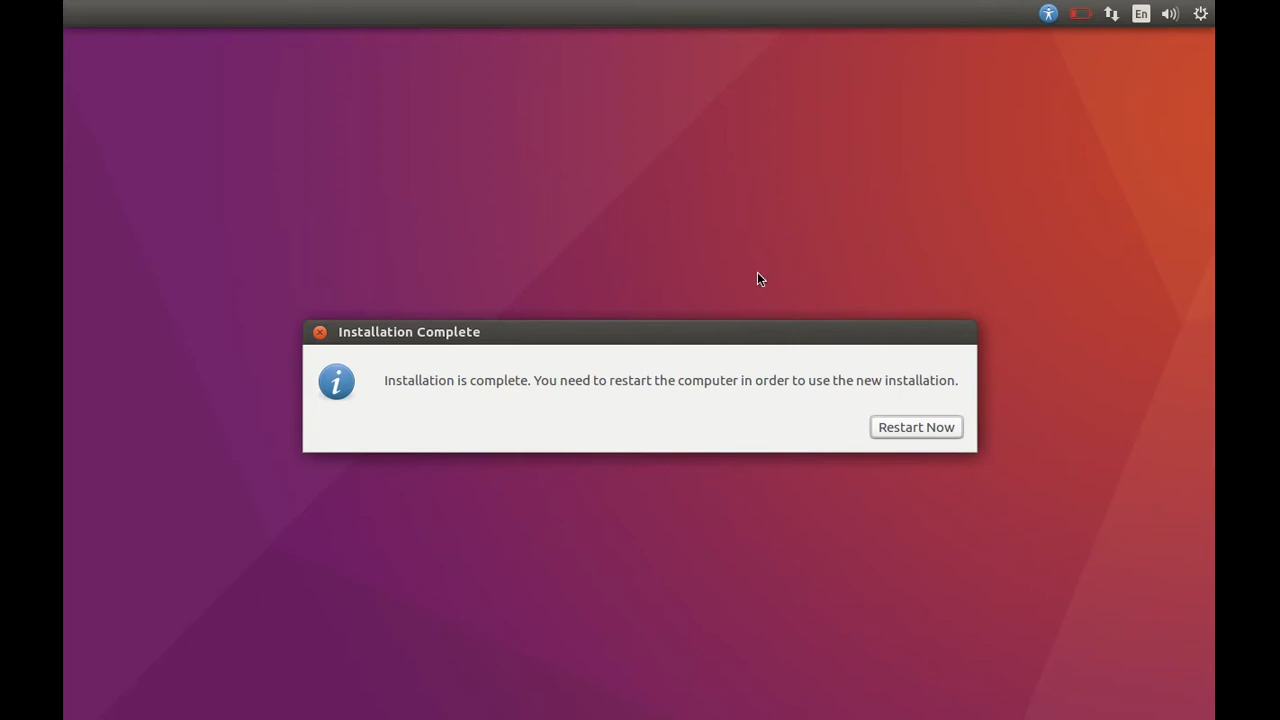 En
Installation Complete
Installation is complete. You need to restart the computer in order to use the new installation.
Restart Now